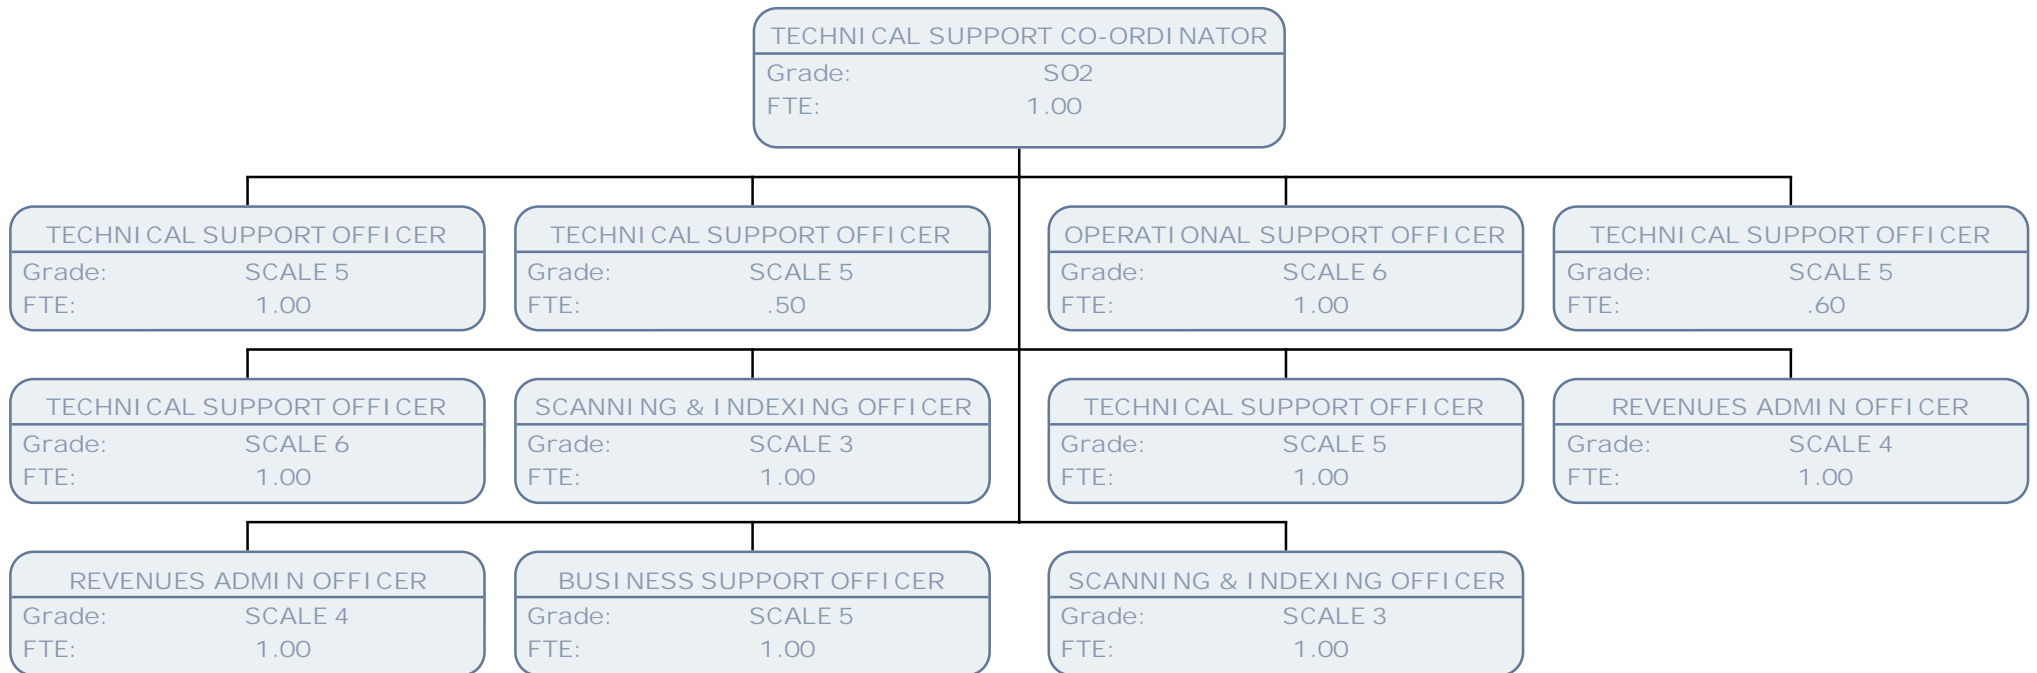 TECHNICAL SUPPORT CO-ORDINATOR
Grade: SO2
FTE: 1.00
TECHNICAL SUPPORT OFFICER
Grade: SCALE 5
FTE: 1.00
TECHNICAL SUPPORT OFFICER
Grade: SCALE 5
FTE: .50
OPERATIONAL SUPPORT OFFICER
Grade: SCALE 6
FTE: 1.00
TECHNICAL SUPPORT OFFICER
Grade: SCALE 5
FTE: .60
TECHNICAL SUPPORT OFFICER
Grade: SCALE 6
FTE: 1.00
SCANNING & INDEXING OFFICER
Grade: SCALE 3
FTE: 1.00
TECHNICAL SUPPORT OFFICER
Grade: SCALE 5
FTE: 1.00
REVENUES ADMIN OFFICER
Grade: SCALE 4
FTE: 1.00
REVENUES ADMIN OFFICER
Grade: SCALE 4
FTE: 1.00
BUSINESS SUPPORT OFFICER
Grade: SCALE 5
FTE: 1.00
SCANNING & INDEXING OFFICER
Grade: SCALE 3
FTE: 1.00